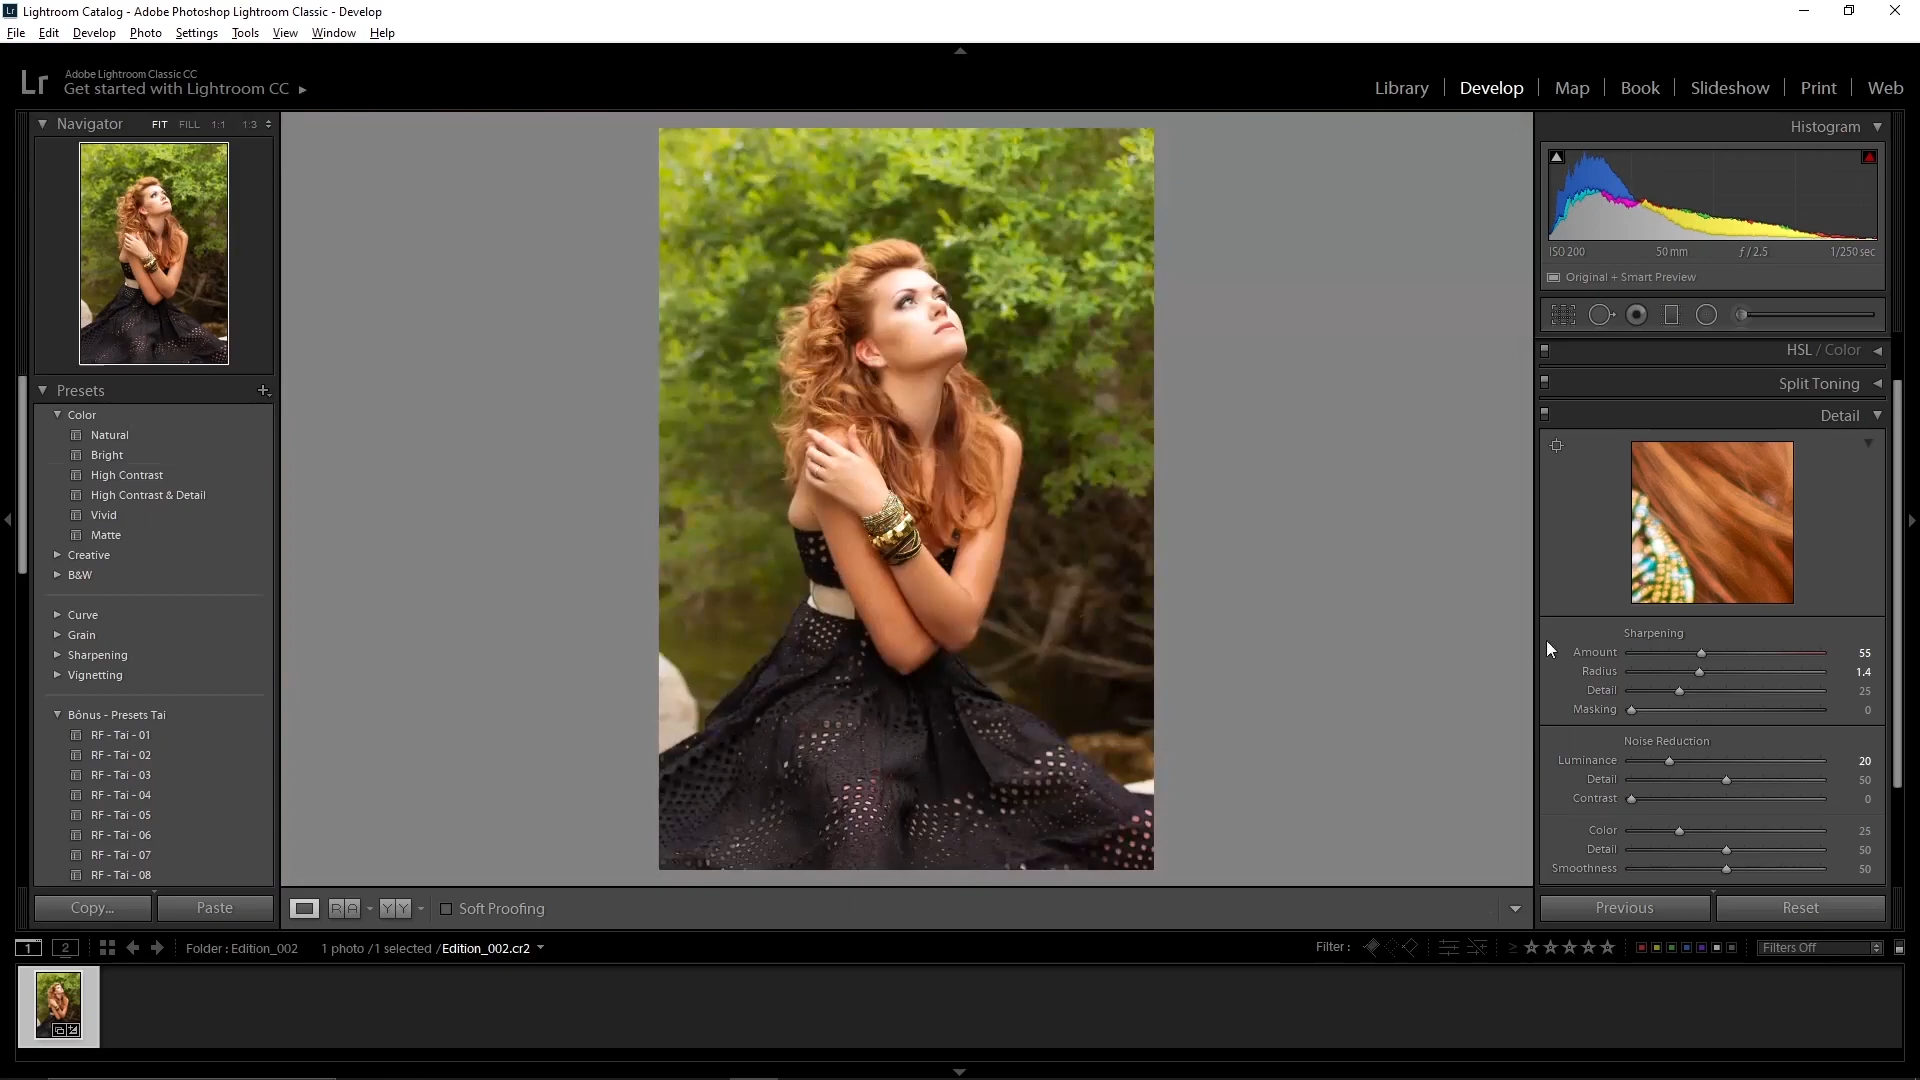 Lr Lightroom Catalog - Adobe Photoshop Lightroom Classic - Develop
File Edit Develop Photo Settings Tools View Window Help
Lr
Adobe Lightroom Classic CC
Get started with Lightroom CC
Library Develop Map Book Slideshow Print Web
Navigator FIT FILL 1:1 1:3
Presets
Color
Natural
Bright
High Contrast
High Contrast & Detail
Vivid
Matte
Creative
B&W
Curve
Grain
Sharpening
Vignetting
Bônus - Presets Tai
RF - Tai - 01
RF - Tai - 02
RF - Tai - 03
RF - Tai - 04
RF - Tai - 05
RF - Tai - 06
RF - Tai - 07
RF - Tai - 08
Copy... Paste
R A Y Y Soft Proofing
Histogram
ISO 200 50 mm ƒ / 2.5 1/250 sec
Original + Smart Preview
HSL / Color
Split Toning
Detail
Sharpening
Amount 55
Radius 1.4
Detail 25
Masking 0
Noise Reduction
Luminance 20
Detail 50
Contrast 0
Color 25
Detail 50
Smoothness 50
Previous Reset
1 2 Folder : Edition_002 1 photo / 1 selected / Edition_002.cr2 Filter : ≥ Filters Off